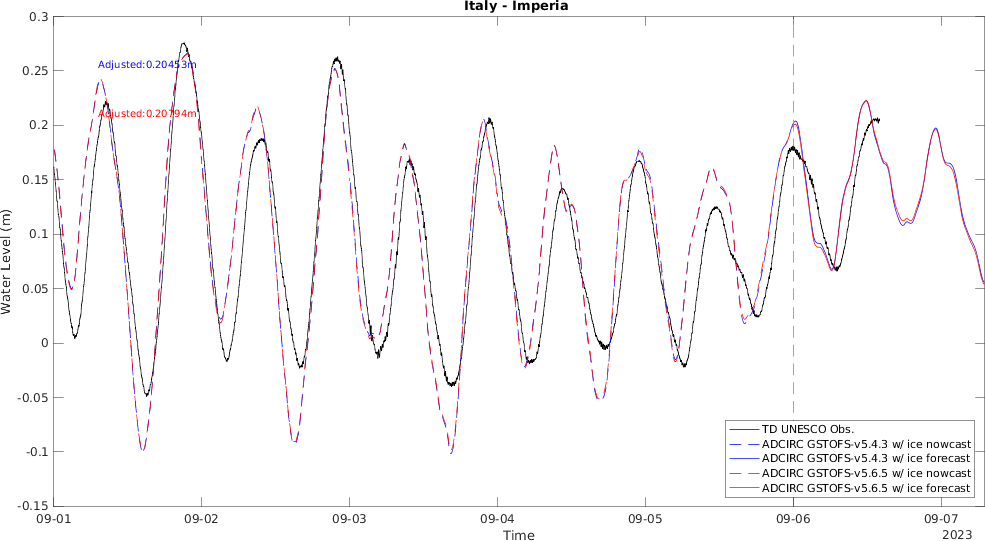 Italy - Imperia
0.3
0.25
0.2
0.15
0.1
0.05
0
-0.05
-0.1
-0.15
Water Level (m)
Adjusted:0.20453m
Adjusted:0.20794m
TD UNESCO Obs.
ADCIRC GSTOFS-v5.4.3 w/ ice nowcast
ADCIRC GSTOFS-v5.4.3 w/ ice forecast
ADCIRC GSTOFS-v5.6.5 w/ ice nowcast
ADCIRC GSTOFS-v5.6.5 w/ ice forecast
09-01 09-02 09-03 09-04 09-05 09-06 09-07
Time
2023